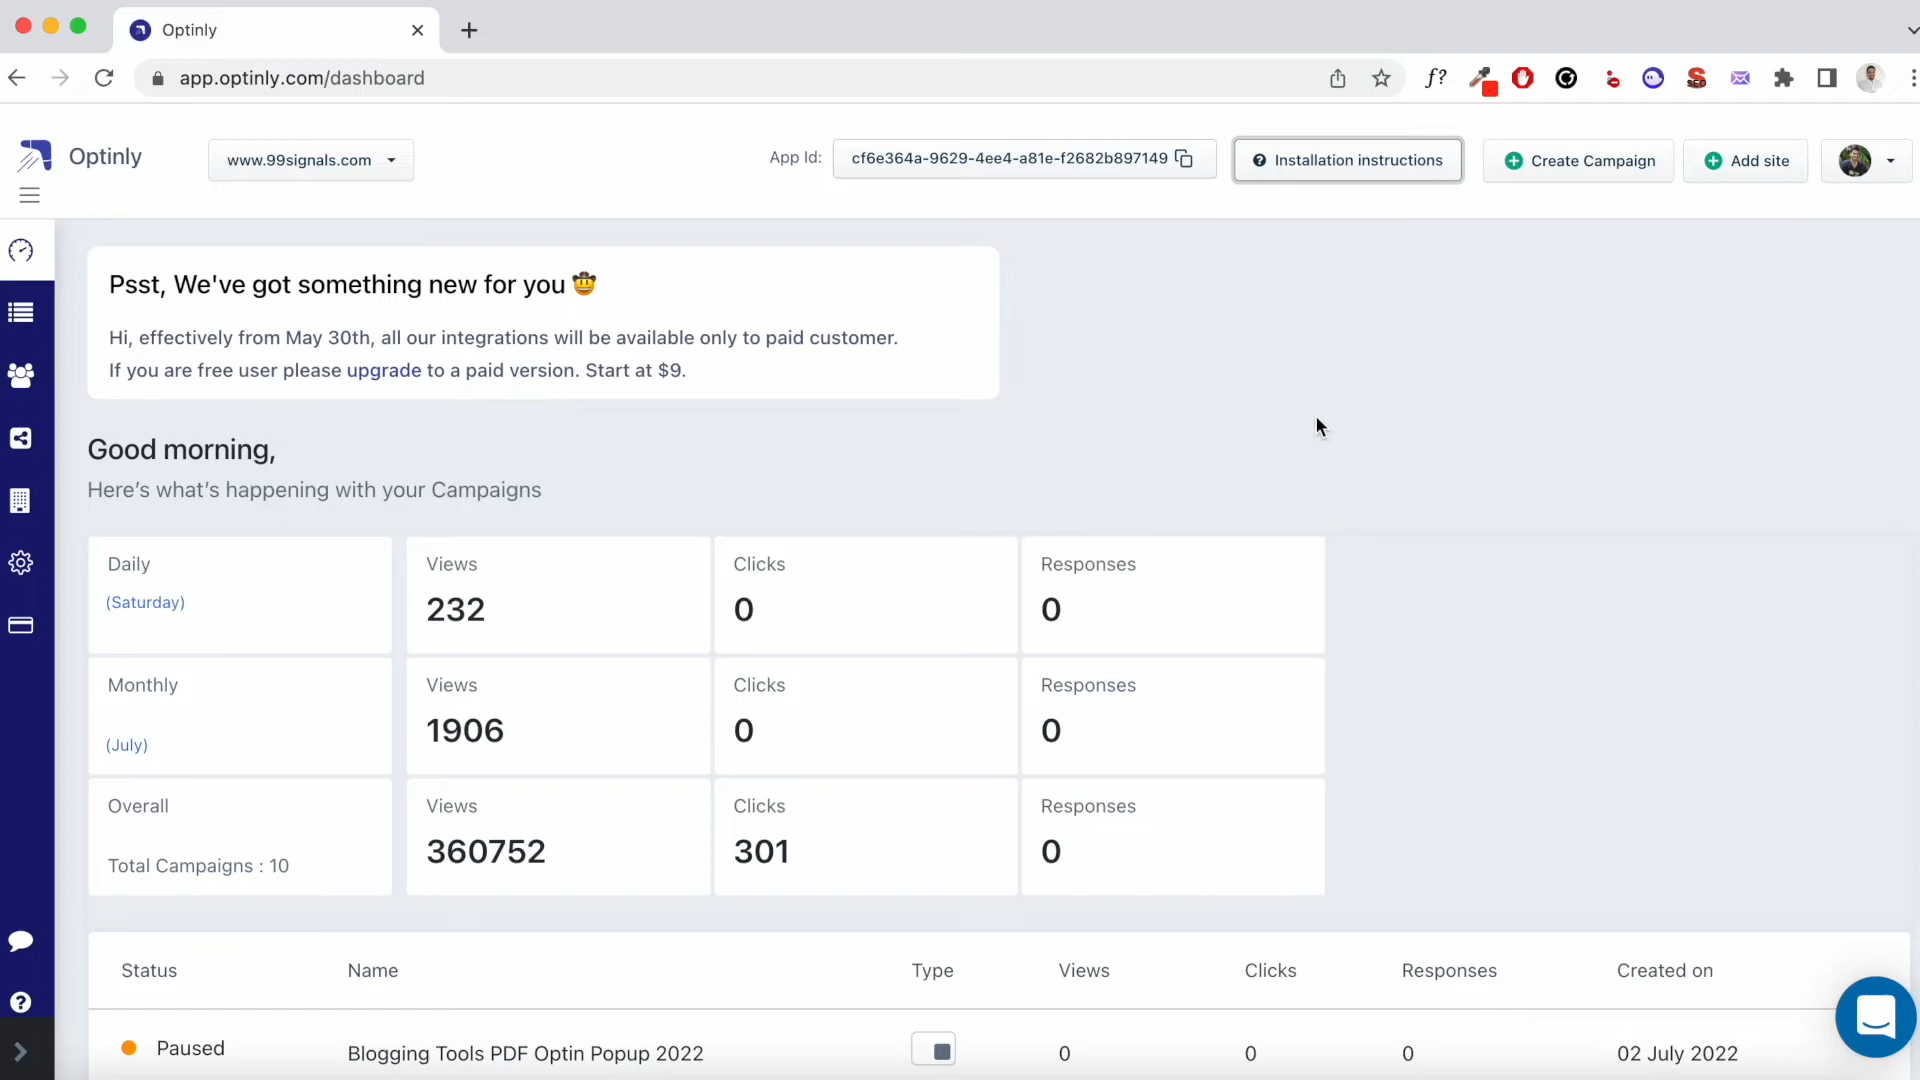 Optinly
app.optinly.com/dashboard
f?
SEO
Optinly
www.99signals.com
App Id:
cf6e364a-9629-4ee4-a81e-f2682b897149
Installation instructions
Create Campaign
Add site
Psst, We've got something new for you
Hi, effectively from May 30th, all our integrations will be available only to paid customer.
If you are free user please upgrade to a paid version. Start at $9.
Good morning,
Here's what's happening with your Campaigns
Daily
(Saturday)
Views
232
Clicks
0
Responses
0
Monthly
(July)
Views
1906
Clicks
0
Responses
0
Overall
Total Campaigns : 10
Views
360752
Clicks
301
Responses
0
Status Name Type Views Clicks Responses Created on
Paused Blogging Tools PDF Optin Popup 2022 0 0 0 02 July 2022